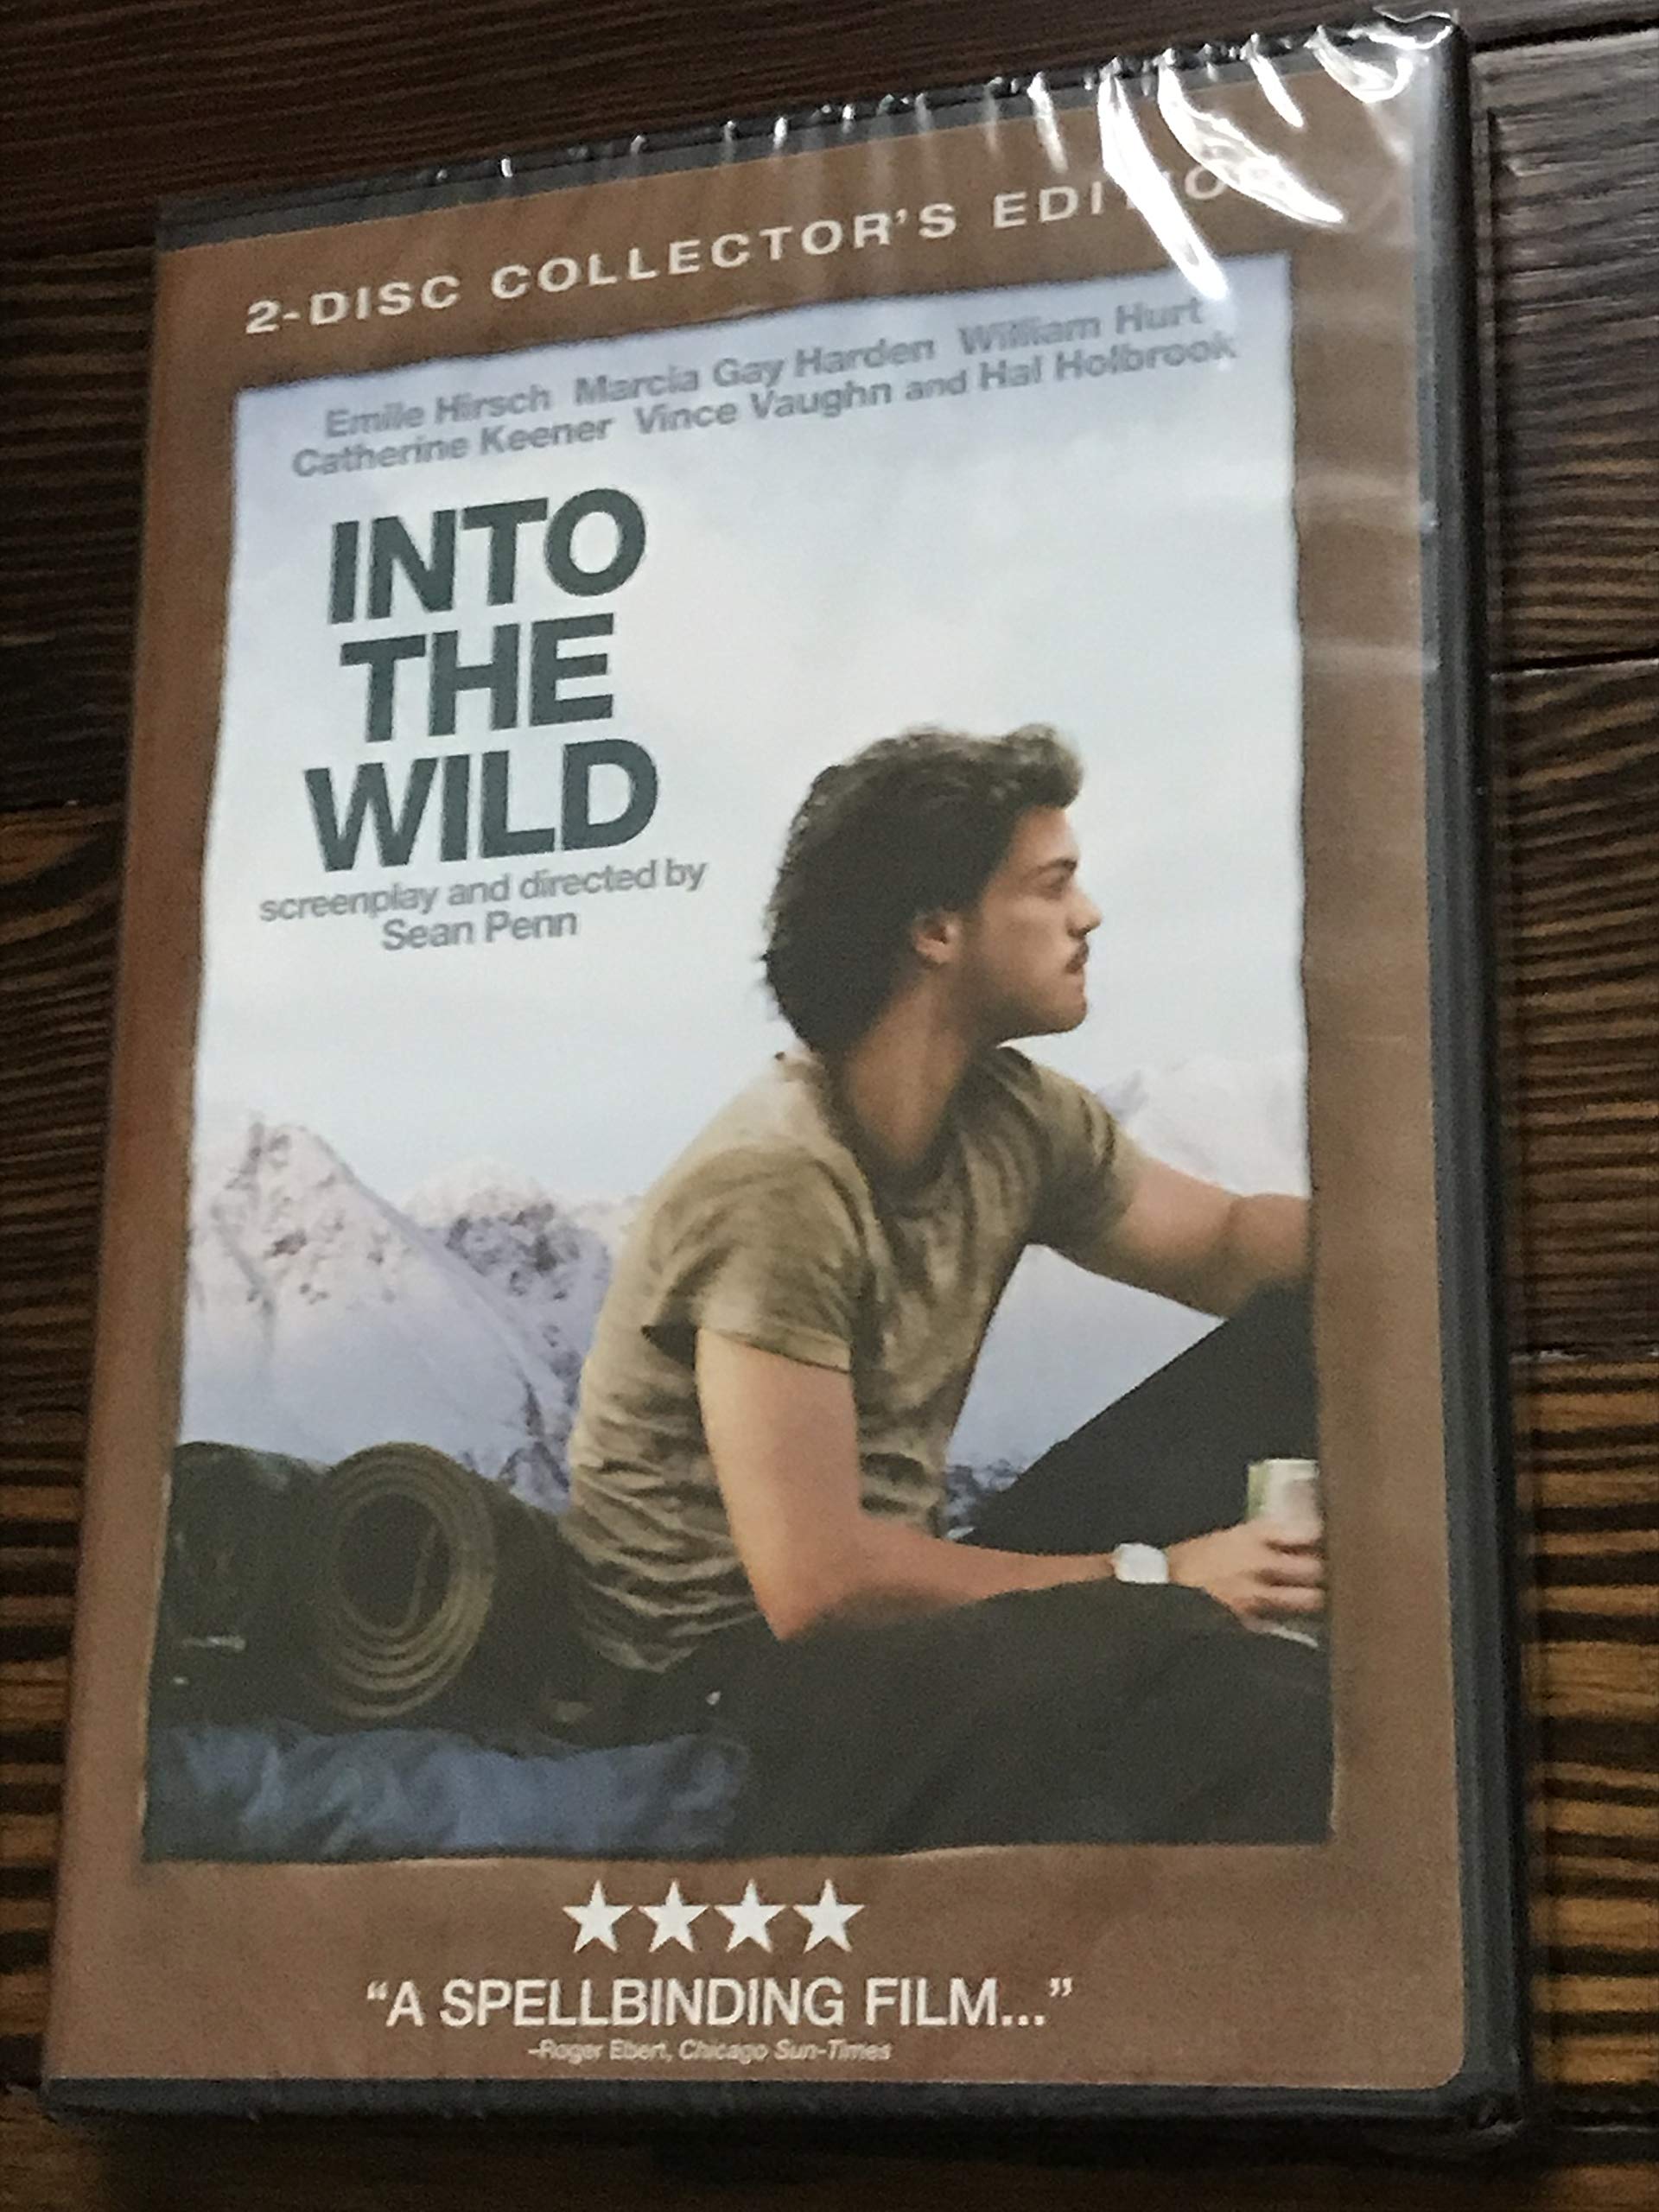 2-DISC COLLECTOR'S EDITION
Emile Hirsch Marcia Gay Harden William Hurt
Catherine Keener Vince Vaughn and Hal Holbrook
INTO
THE
WILD
screenplay and directed by
Sean Penn
★★★★
“A SPELLBINDING FILM...”
–Roger Ebert, Chicago Sun-Times